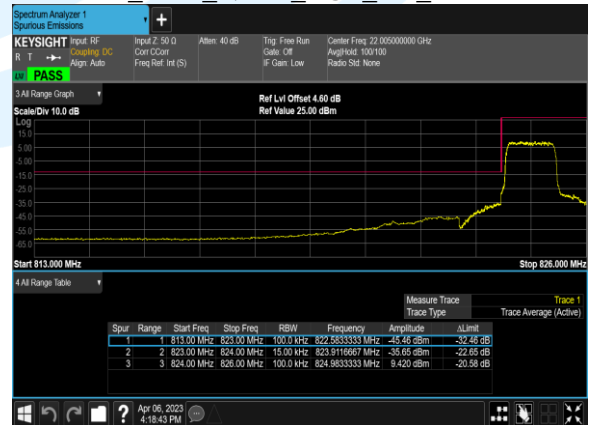 Spectrum Analyzer 1
Spurious Emissions
KEYSIGHT Input: RF Input Z: 50 Ω Atten: 40 dB Trig: Free Run Center Freq: 22.005000000 GHz
R T Coupling: DC Corr CCorr Gate: Off Avg|Hold: 100/100
Align: Auto Freq Ref: Int (S) IF Gain: Low Radio Std: None
LV PASS
3 All Range Graph
Ref Lvl Offset 4.60 dB
Scale/Div 10.0 dB Ref Value 25.00 dBm
Log
15.0
5.00
-5.00
-15.0
-25.0
-35.0
-45.0
-55.0
-65.0
Start 813.000 MHz Stop 826.000 MHz
4 All Range Table
Measure Trace Trace 1
Trace Type Trace Average (Active)
Spur Range Start Freq Stop Freq RBW Frequency Amplitude ΔLimit
1 1 813.00 MHz 823.00 MHz 100.0 kHz 822.5833333 MHz -45.46 dBm -32.46 dB
2 2 823.00 MHz 824.00 MHz 15.00 kHz 823.9116667 MHz -35.65 dBm -22.65 dB
3 3 824.00 MHz 826.00 MHz 100.0 kHz 824.9833333 MHz 9.420 dBm -20.58 dB
? Apr 06, 2023
4:18:43 PM